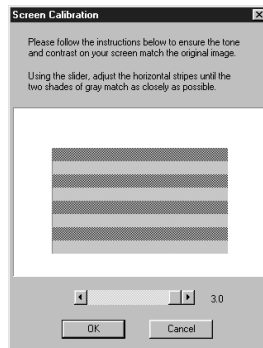 Screen Calibration
Please follow the instructions below to ensure the tone
and contrast on your screen match the original image.
Using the slider, adjust the horizontal stripes until the
two shades of gray match as closely as possible.
3.0
OK Cancel